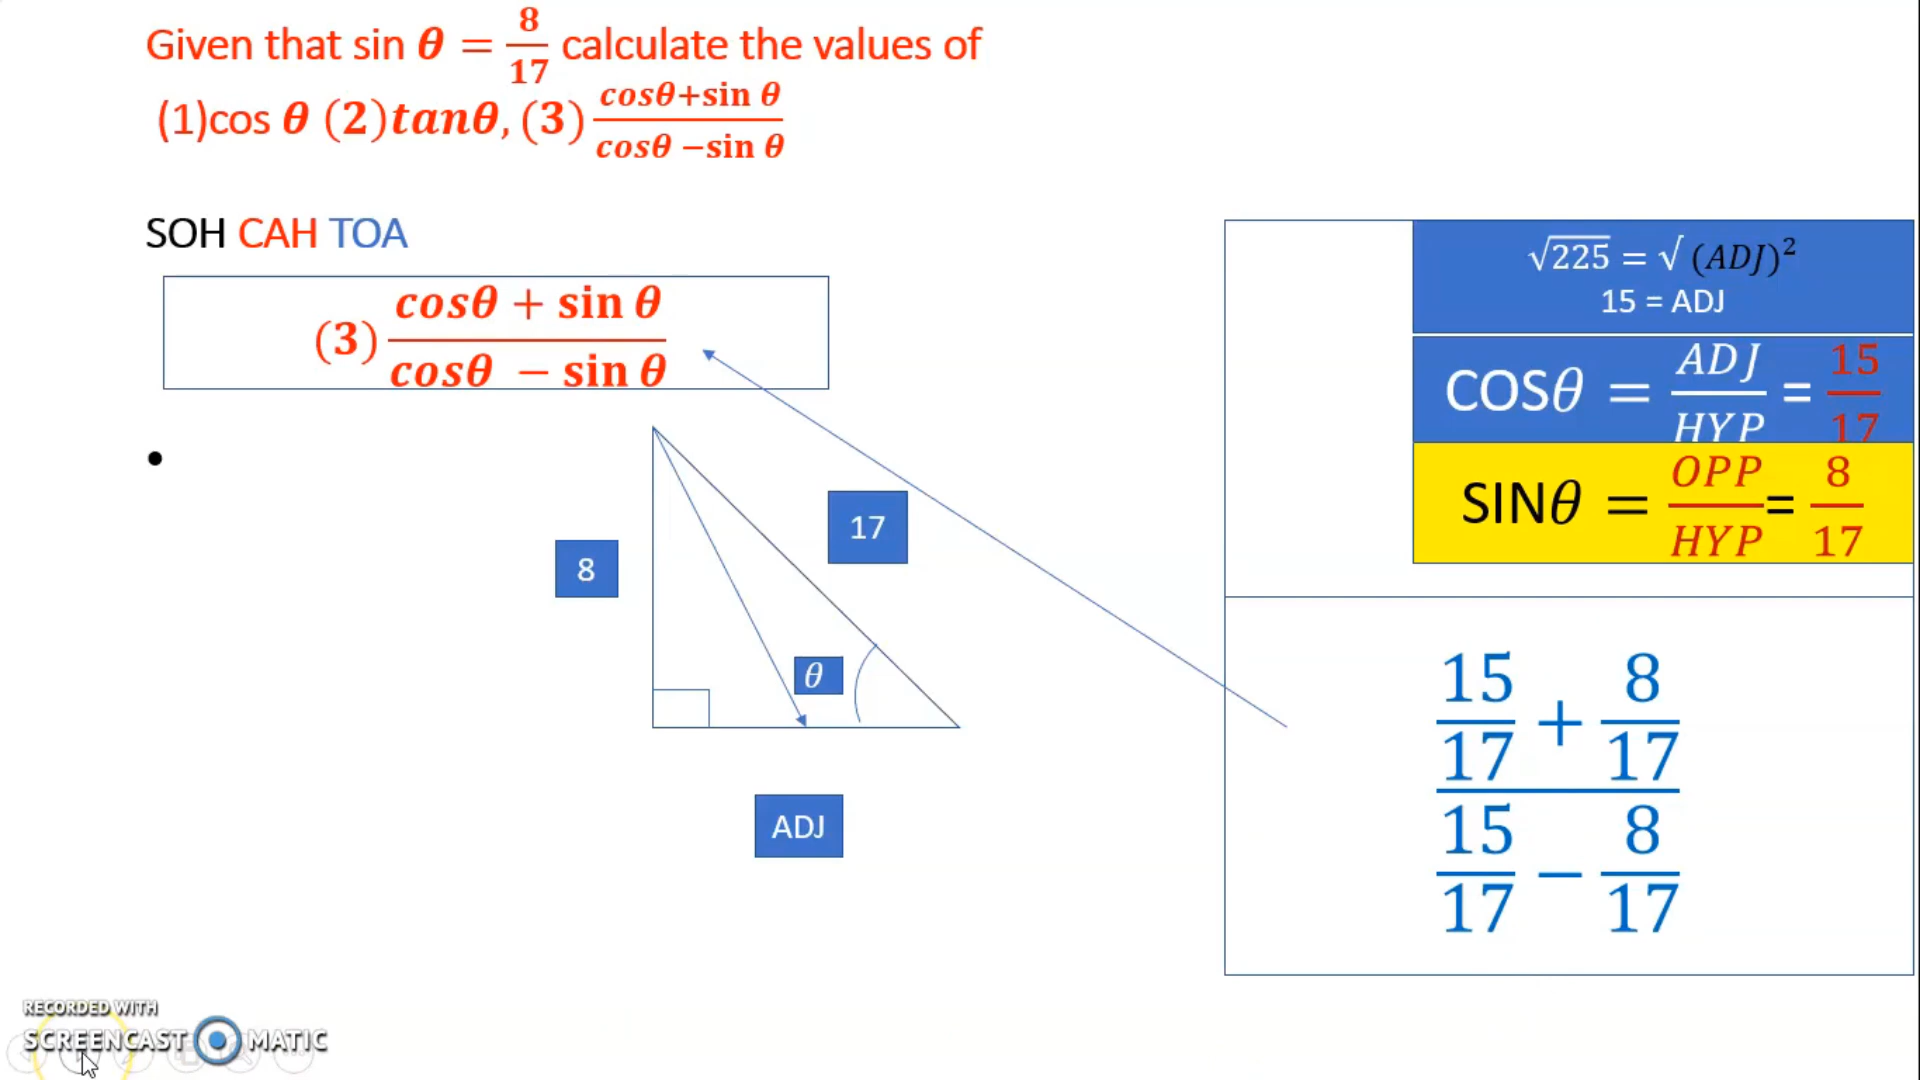 Given that sin θ = 8/17 calculate the values of
(1)cos θ (2)tanθ, (3) cosθ+sin θ / cosθ −sin θ
SOH CAH TOA
(3) cosθ + sin θ / cosθ − sin θ
•
8
17
θ
ADJ
√225 = √ (ADJ)²
15 = ADJ
COSθ = ADJ/HYP = 15/17
SINθ = OPP/HYP = 8/17
15/17 + 8/17
15/17 − 8/17
RECORDED WITH
SCREENCAST MATIC